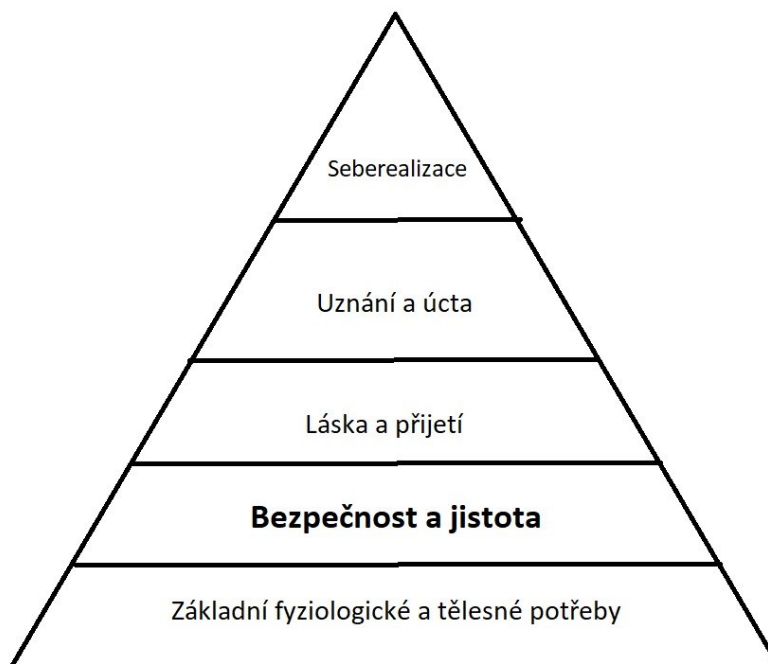 Seberealizace
Uznání a úcta
Láska a přijetí
Bezpečnost a jistota
Základní fyziologické a tělesné potřeby